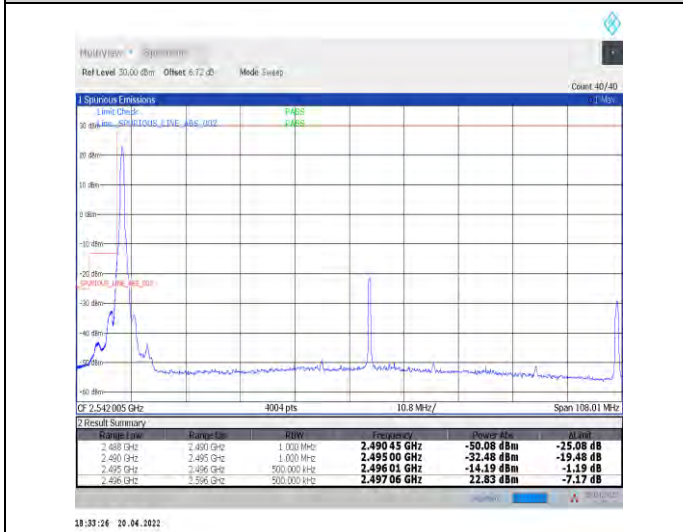 MultiView Spectrum
Ref Level 30.00 dBm Offset 6.72 dB Mode Sweep
Count 40/40
1 Spurious Emissions
Limit Check PASS
30 dBm Line _SPURIOUS_LINE_ABS_002 PASS
20 dBm
10 dBm
0 dBm
-10 dBm
-20 dBm
_SPURIOUS_LINE_ABS_002
-30 dBm
-40 dBm
-50 dBm
-60 dBm
CF 2.542005 GHz 4004 pts 10.8 MHz/ Span 108.01 MHz
2 Result Summary
Range Low Range Up RBW Frequency Power Abs ΔLimit
2.488 GHz 2.490 GHz 1.000 MHz 2.490 45 GHz -50.08 dBm -25.08 dB
2.490 GHz 2.495 GHz 1.000 MHz 2.495 00 GHz -32.48 dBm -19.48 dB
2.495 GHz 2.496 GHz 500.000 kHz 2.496 01 GHz -14.19 dBm -1.19 dB
2.496 GHz 2.596 GHz 500.000 kHz 2.497 06 GHz 22.83 dBm -7.17 dB
18:33:26 20.04.2022